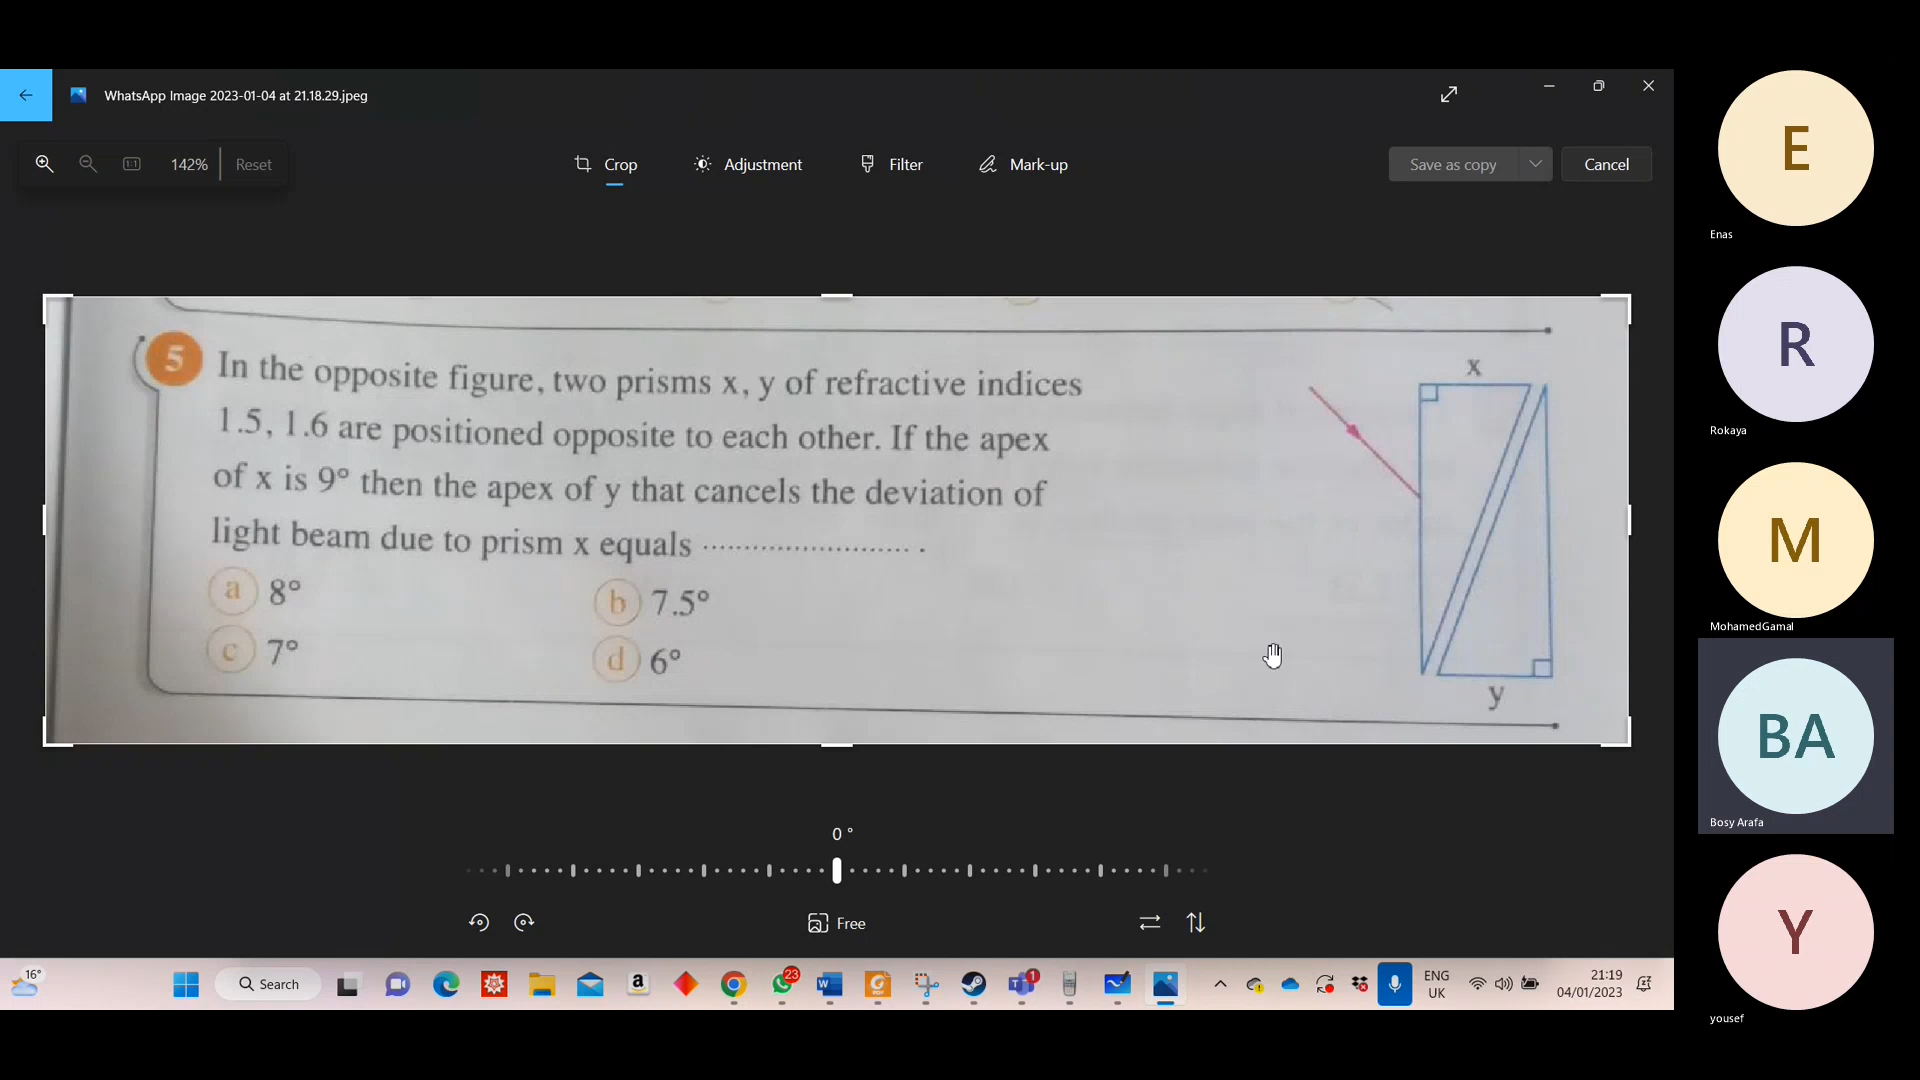 WhatsApp Image 2023-01-04 at 21.18.29.jpeg
142% Reset
Crop Adjustment Filter Mark-up
Save as copy Cancel
5 In the opposite figure, two prisms x, y of refractive indices
1.5, 1.6 are positioned opposite to each other. If the apex
of x is 9° then the apex of y that cancels the deviation of
light beam due to prism x equals ........................ .
a 8° b 7.5°
c 7° d 6°
x
y
0 °
Free
16°
Search
23
1
ENG
UK
21:19
04/01/2023
E
Enas
R
Rokaya
M
MohamedGamal
BA
Bosy Arafa
Y
yousef